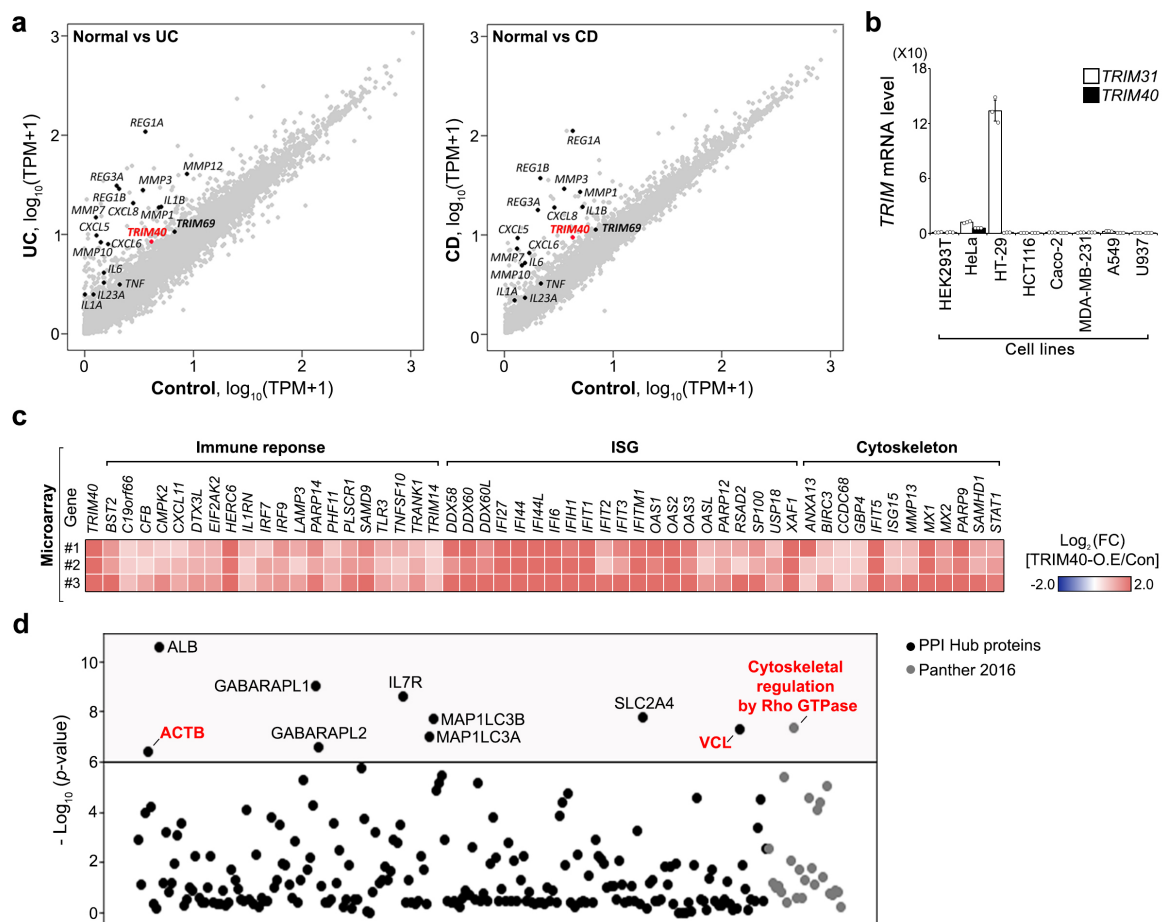 a
Normal vs UC
UC, log10(TPM+1)
3
2
1
0
REG1A
MMP12
REG3A
MMP3
REG1B
IL1B
MMP7
CXCL8
MMP1
TRIM69
CXCL5
TRIM40
CXCL6
MMP10
IL6
TNF
IL23A
IL1A
0
1
2
3
Control, log10(TPM+1)
Normal vs CD
CD, log10(TPM+1)
3
2
1
0
REG1A
REG1B
MMP3
MMP1
REG3A
IL1B
CXCL8
CXCL5
TRIM40
TRIM69
CXCL6
MMP7
IL6
MMP10
TNF
IL1A
IL23A
0
1
2
3
Control, log10(TPM+1)
b
(X10)
TRIM mRNA level
18
12
6
0
TRIM31
TRIM40
HEK293T
HeLa
HT-29
HCT116
Caco-2
MDA-MB-231
A549
U937
Cell lines
c
Immune reponse
ISG
Cytoskeleton
Microarray
Gene
TRIM40
BST2
C19orf66
CFB
CMPK2
CXCL11
DTX3L
EIF2AK2
HERC6
IL1RN
IRF7
IRF9
LAMP3
PARP14
PHF11
PLSCR1
SAMD9
TLR3
TNFSF10
TRANK1
TRIM14
DDX58
DDX60
DDX60L
IFI27
IFI44
IFI44L
IFI6
IFIH1
IFIT1
IFIT2
IFIT3
IFITM1
OAS1
OAS2
OAS3
OASL
PARP12
RSAD2
SP100
USP18
XAF1
ANXA13
BIRC3
CCDC68
GBP4
IFIT5
ISG15
MMP13
MX1
MX2
PARP9
SAMHD1
STAT1
#1
#2
#3
Log2(FC)
[TRIM40-O.E/Con]
-2.0
2.0
d
- Log10 (p-value)
10
8
6
4
2
0
ALB
GABARAPL1
IL7R
MAP1LC3B
MAP1LC3A
ACTB
GABARAPL2
SLC2A4
VCL
Cytoskeletal
regulation
by Rho GTPase
PPI Hub proteins
Panther 2016